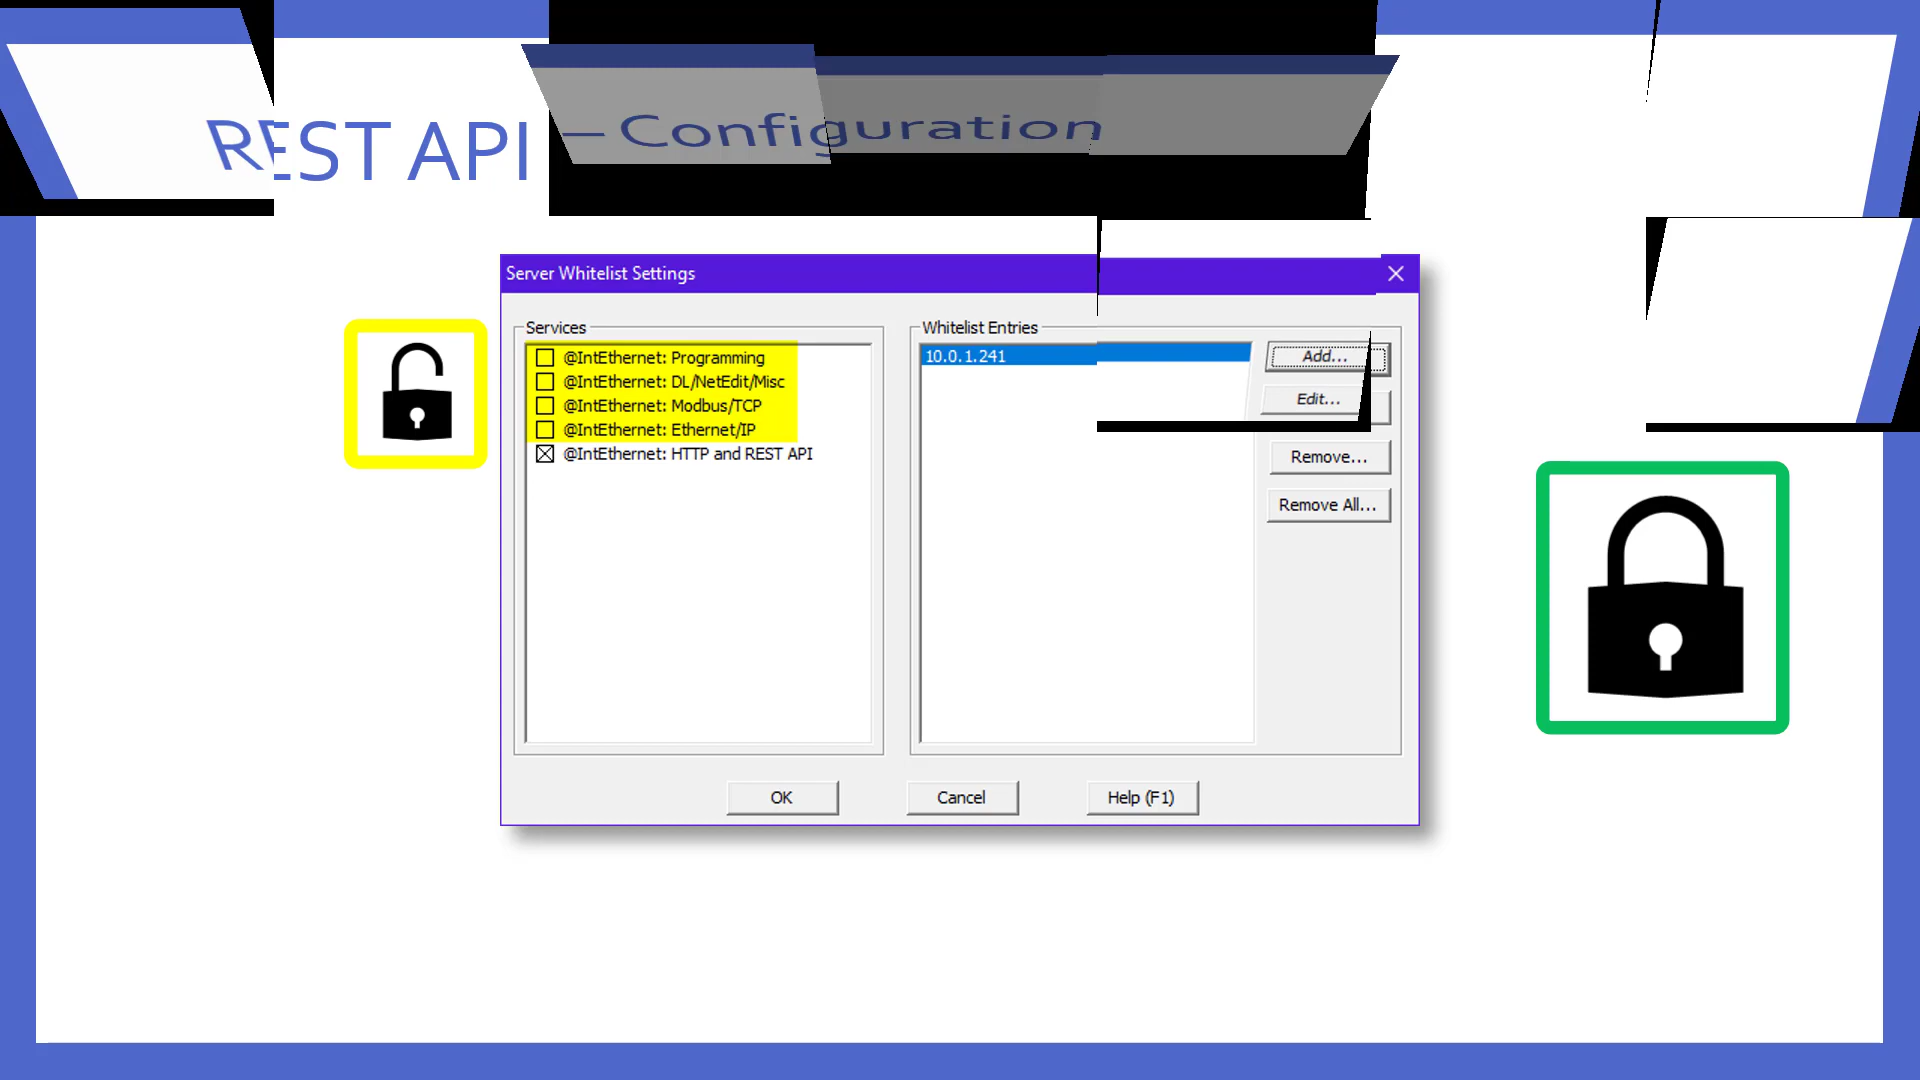 REST API – Configuration
Server Whitelist Settings
Services
@IntEthernet: Programming
@IntEthernet: DL/NetEdit/Misc
@IntEthernet: Modbus/TCP
@IntEthernet: Ethernet/IP
@IntEthernet: HTTP and REST API
Whitelist Entries
10.0.1.241
Add...
Edit...
Remove...
Remove All...
OK
Cancel
Help (F1)